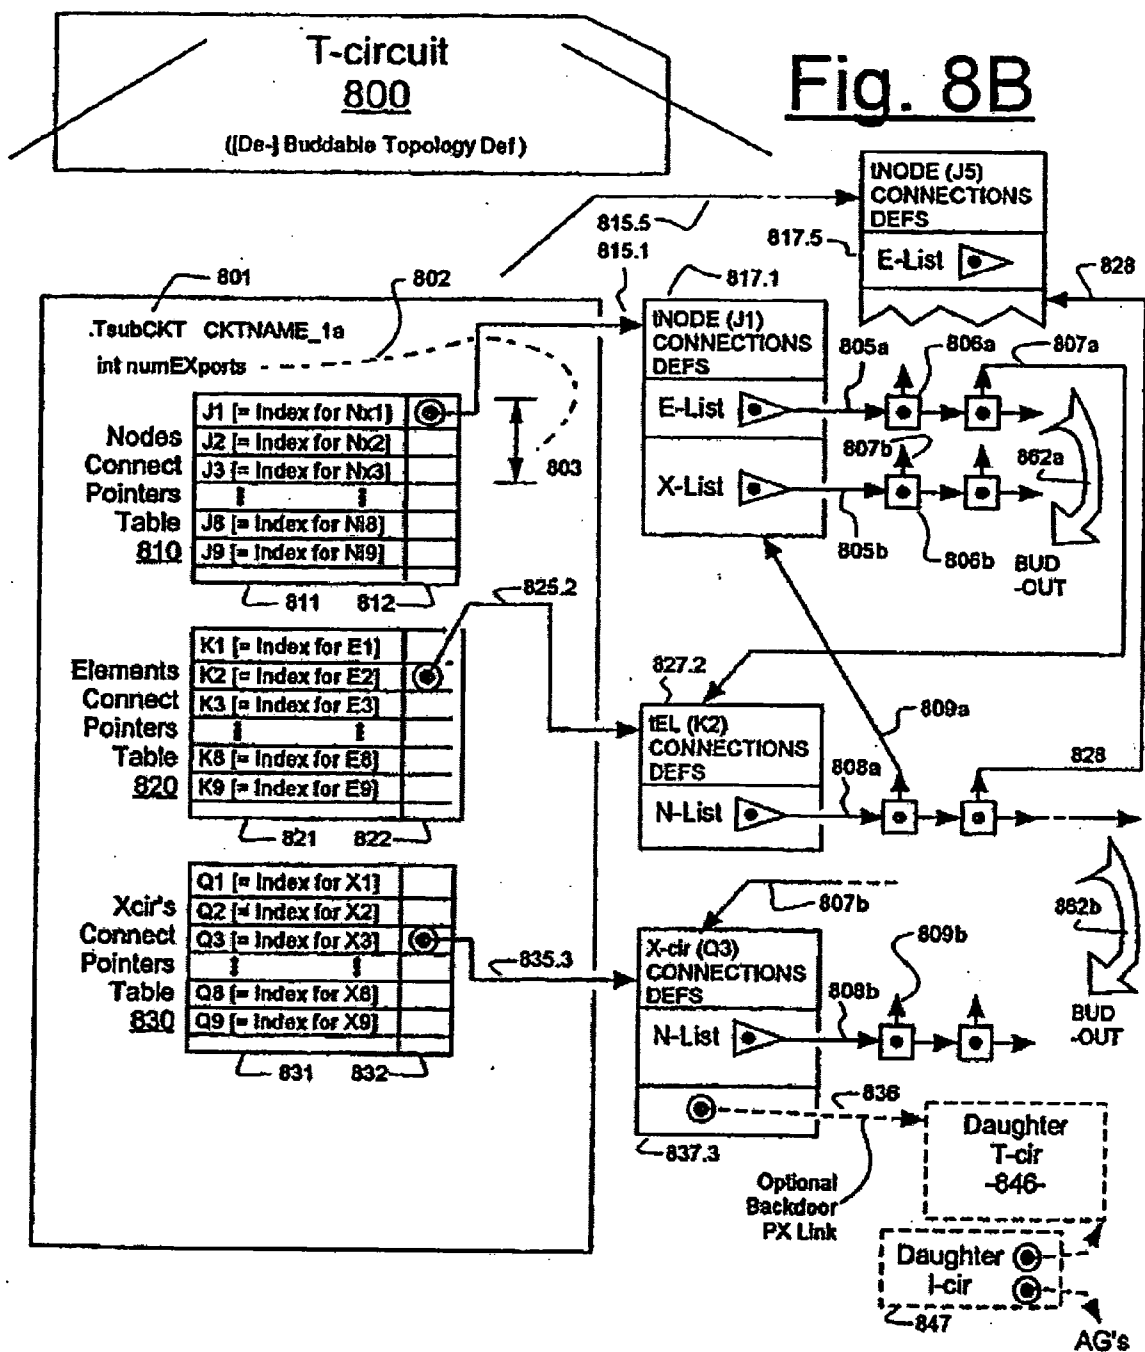 T-circuit
800
([De-] Buddable Topology Def)
Fig. 8B
tNODE (J5)
CONNECTIONS
DEFS
E-List
815.5
815.1
817.5
828
801
802
817.1
.TsubCKT CKTNAME_1a
int numEXports
tNODE (J1)
CONNECTIONS
DEFS
E-List
X-List
805a
806a
807a
807b
805b
806b
862a
BUD
-OUT
803
Nodes
Connect
Pointers
Table
810
J1 [= Index for Nx1]
J2 [= Index for Nx2]
J3 [= Index for Nx3]
J8 [= Index for Ni8]
J9 [= Index for Ni9]
811
812
825.2
Elements
Connect
Pointers
Table
820
K1 [= Index for E1]
K2 [= Index for E2]
K3 [= Index for E3]
K8 [= Index for E8]
K9 [= Index for E9]
821
822
827.2
tEL (K2)
CONNECTIONS
DEFS
N-List
808a
809a
828
Xcir's
Connect
Pointers
Table
830
Q1 [= Index for X1]
Q2 [= Index for X2]
Q3 [= Index for X3]
Q8 [= Index for X8]
Q9 [= Index for X9]
831
832
835.3
807b
X-cir (Q3)
CONNECTIONS
DEFS
N-List
808b
809b
862b
BUD
-OUT
836
837.3
Optional
Backdoor
PX Link
Daughter
T-cir
-846-
Daughter
I-cir
847
AG's